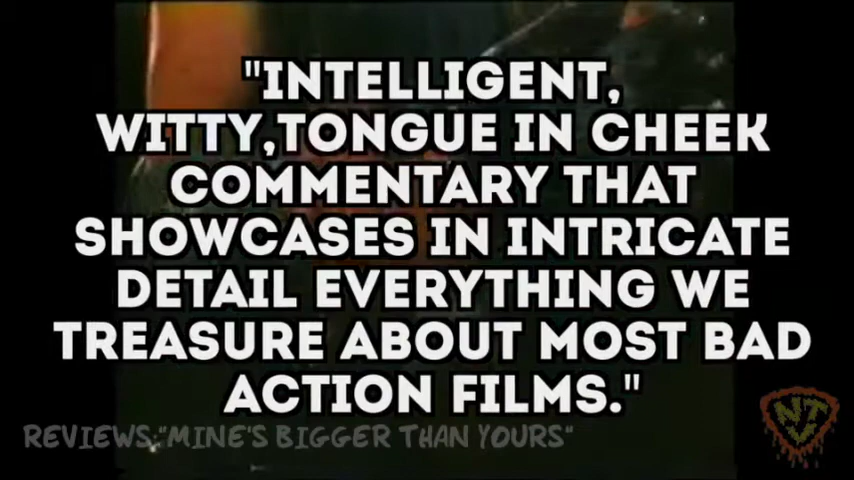 "INTELLIGENT,
WITTY,TONGUE IN CHEEK
COMMENTARY THAT
SHOWCASES IN INTRICATE
DETAIL EVERYTHING WE
TREASURE ABOUT MOST BAD
ACTION FILMS."
REVIEWS:"MINE'S BIGGER THAN YOURS"
NTV